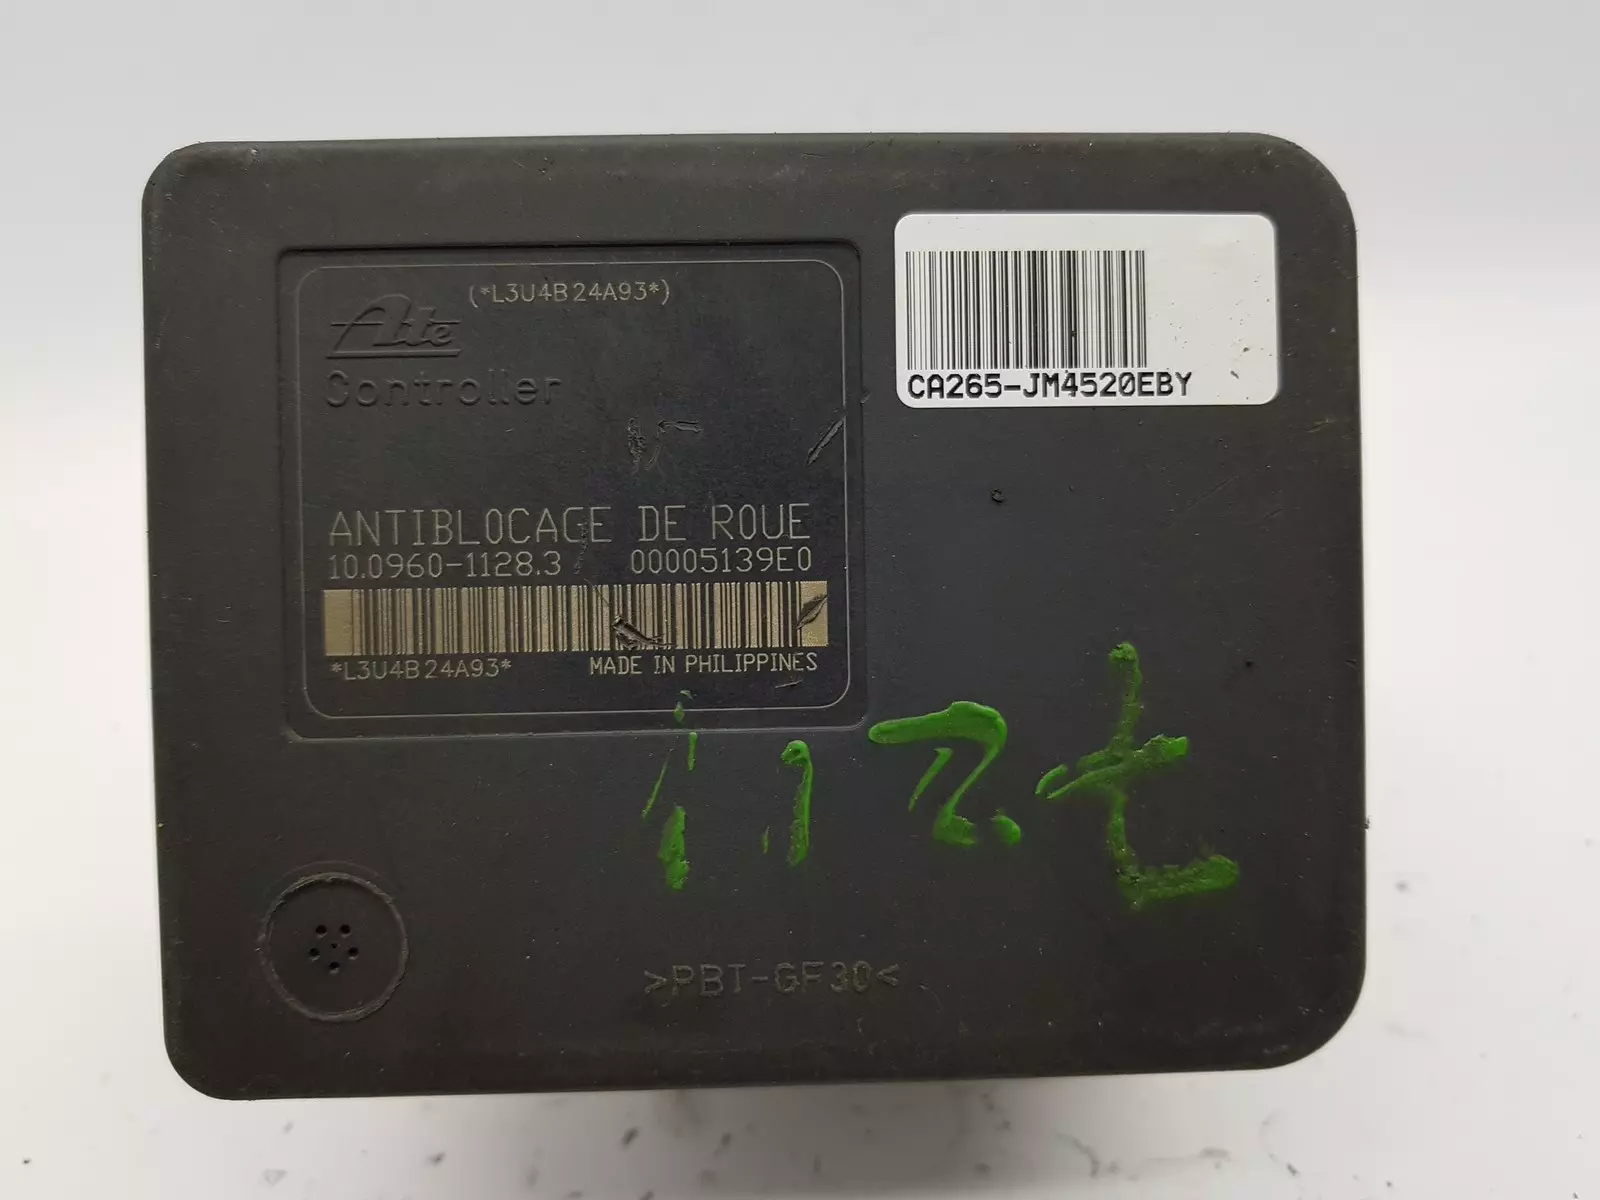 (*L3U4B24A93*)
Ate
Controller
ANTIBLOCAGE DE ROUE
10.0960-1128.3 00005139E0
*L3U4B24A93* MADE IN PHILIPPINES
CA265-JM4520EBY
>PBT-GF30<